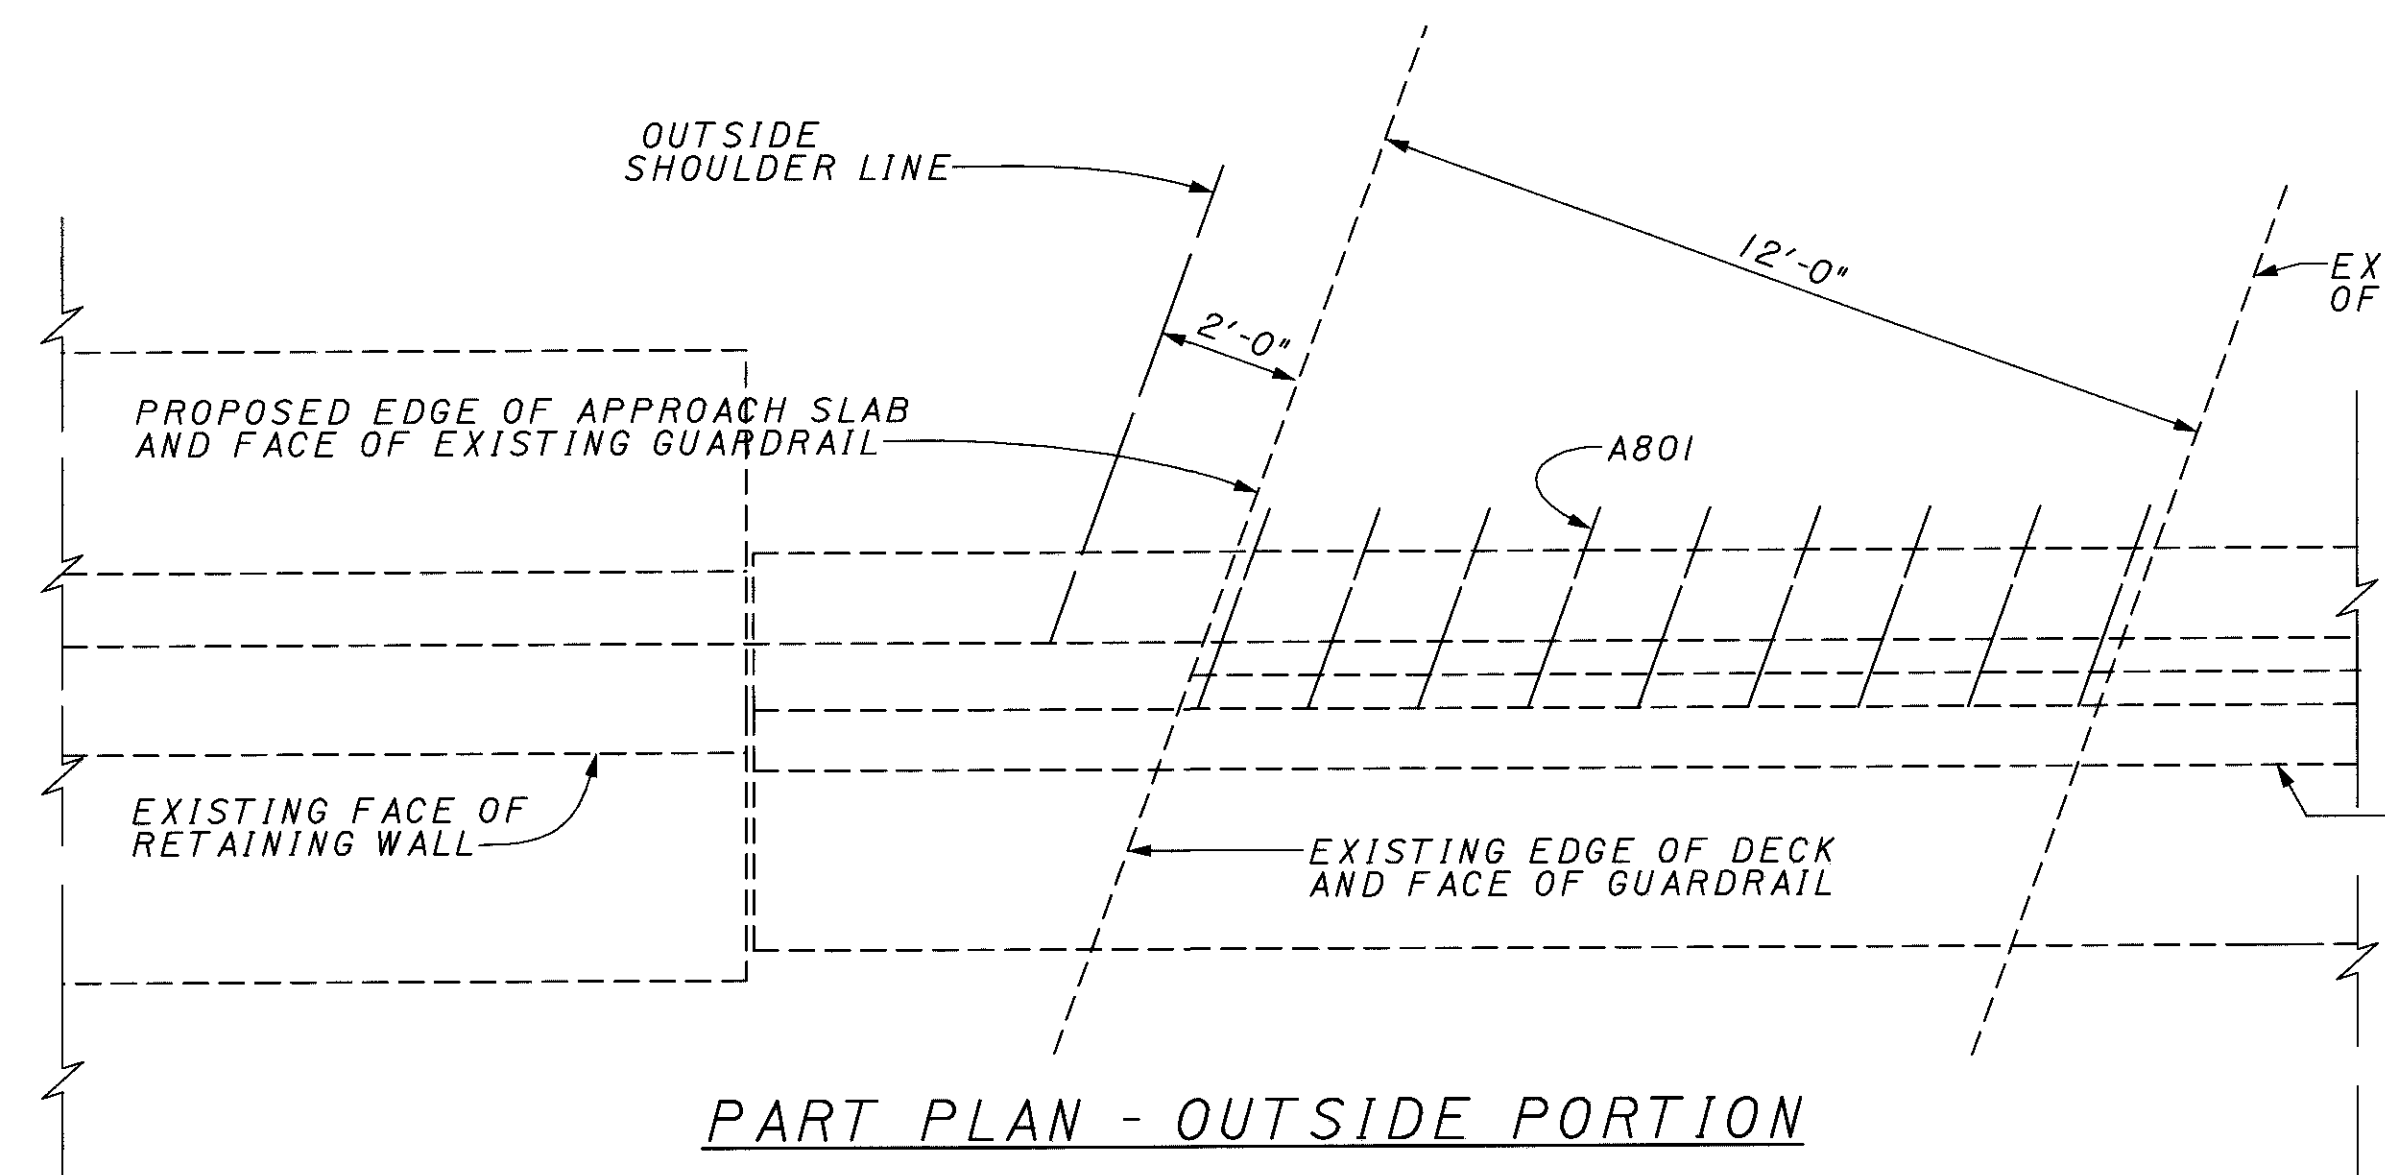 OUTSIDE
SHOULDER LINE
12'-0"
EX
OF
2'-0"
PROPOSED EDGE OF APPROACH SLAB
AND FACE OF EXISTING GUARDRAIL
A801
EXISTING FACE OF
RETAINING WALL
EXISTING EDGE OF DECK
AND FACE OF GUARDRAIL
PART PLAN - OUTSIDE PORTION